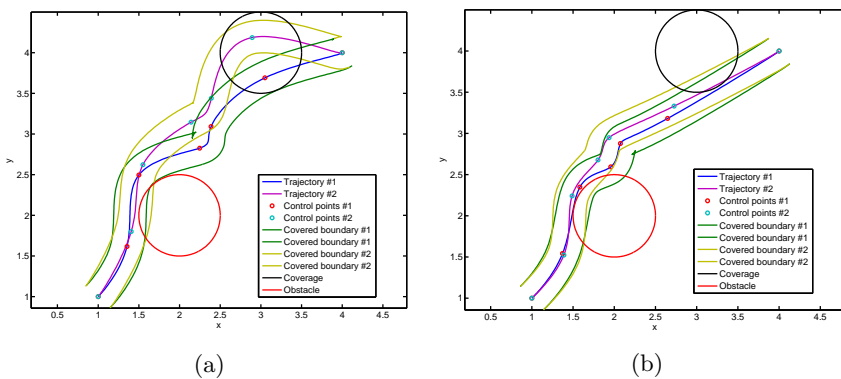 4
3.5
3
2.5
2
1.5
1
y
0.5
1
1.5
2
2.5
3
3.5
4
4.5
x
Trajectory #1
Trajectory #2
Control points #1
Control points #2
Covered boundary #1
Covered boundary #1
Covered boundary #2
Covered boundary #2
Coverage
Obstacle
(a)
4
3.5
3
2.5
2
1.5
1
y
0.5
1
1.5
2
2.5
3
3.5
4
4.5
x
Trajectory #1
Trajectory #2
Control points #1
Control points #2
Covered boundary #1
Covered boundary #1
Covered boundary #2
Covered boundary #2
Coverage
Obstacle
(b)